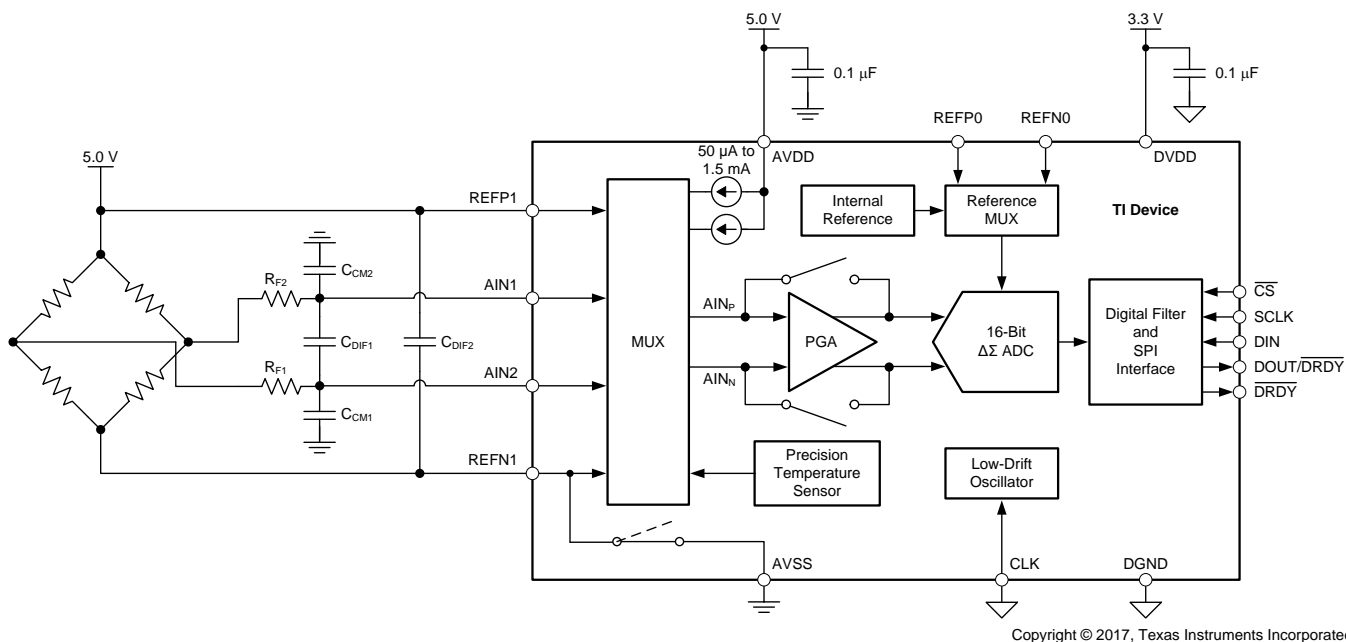 5.0 V
3.3 V
0.1 µF
0.1 µF
REFP0
REFN0
5.0 V
50 µA to
1.5 mA
AVDD
DVDD
REFP1
Internal
Reference
Reference
MUX
TI Device
CCM2
RF2
AIN1
CS
SCLK
DIN
DOUT/DRDY
DRDY
AINP
MUX
PGA
16-Bit
ΔΣ ADC
Digital Filter
and
SPI
Interface
CDIF1
CDIF2
RF1
AIN2
AINN
CCM1
REFN1
Precision
Temperature
Sensor
Low-Drift
Oscillator
AVSS
CLK
DGND
Copyright © 2017, Texas Instruments Incorporated